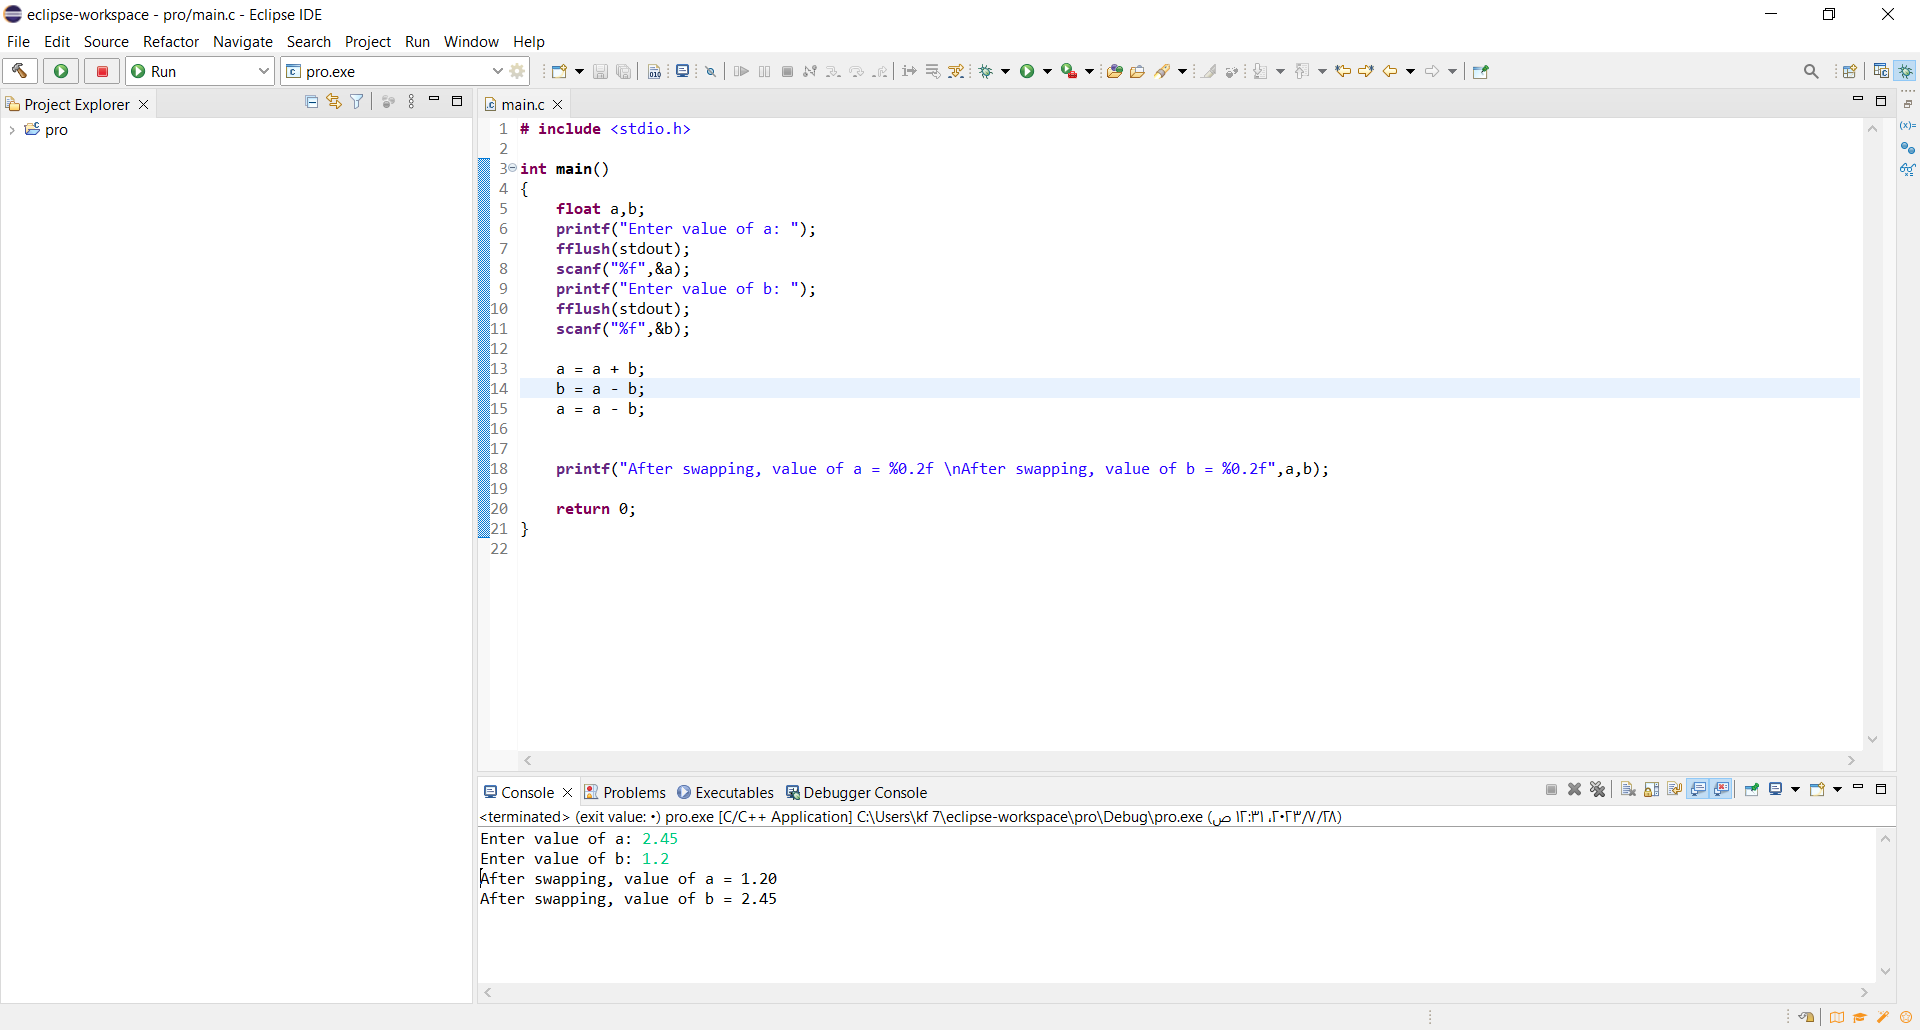 eclipse-workspace - pro/main.c - Eclipse IDE
File Edit Source Refactor Navigate Search Project Run Window Help
Run
pro.exe
Project Explorer
pro
main.c
1 # include <stdio.h>
2
3 int main()
4 {
5 float a,b;
6 printf("Enter value of a: ");
7 fflush(stdout);
8 scanf("%f",&a);
9 printf("Enter value of b: ");
10 fflush(stdout);
11 scanf("%f",&b);
12
13 a = a + b;
14 b = a - b;
15 a = a - b;
16
17
18 printf("After swapping, value of a = %0.2f \nAfter swapping, value of b = %0.2f",a,b);
19
20 return 0;
21 }
22
Console Problems Executables Debugger Console
<terminated> (exit value: ٠) pro.exe [C/C++ Application] C:\Users\kf 7\eclipse-workspace\pro\Debug\pro.exe (٢٠٢٣/٧/٢٨، ١٢:٣١ ص)
Enter value of a: 2.45
Enter value of b: 1.2
After swapping, value of a = 1.20
After swapping, value of b = 2.45